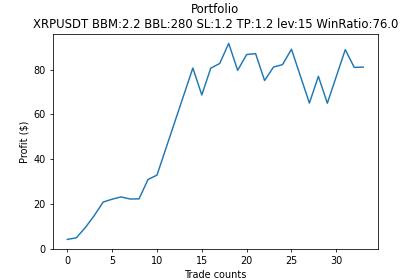 Portfolio
XRPUSDT BBM:2.2 BBL:280 SL:1.2 TP:1.2 lev:15 WinRatio:76.0
80
60
40
20
0
Profit ($)
0 5 10 15 20 25 30
Trade counts